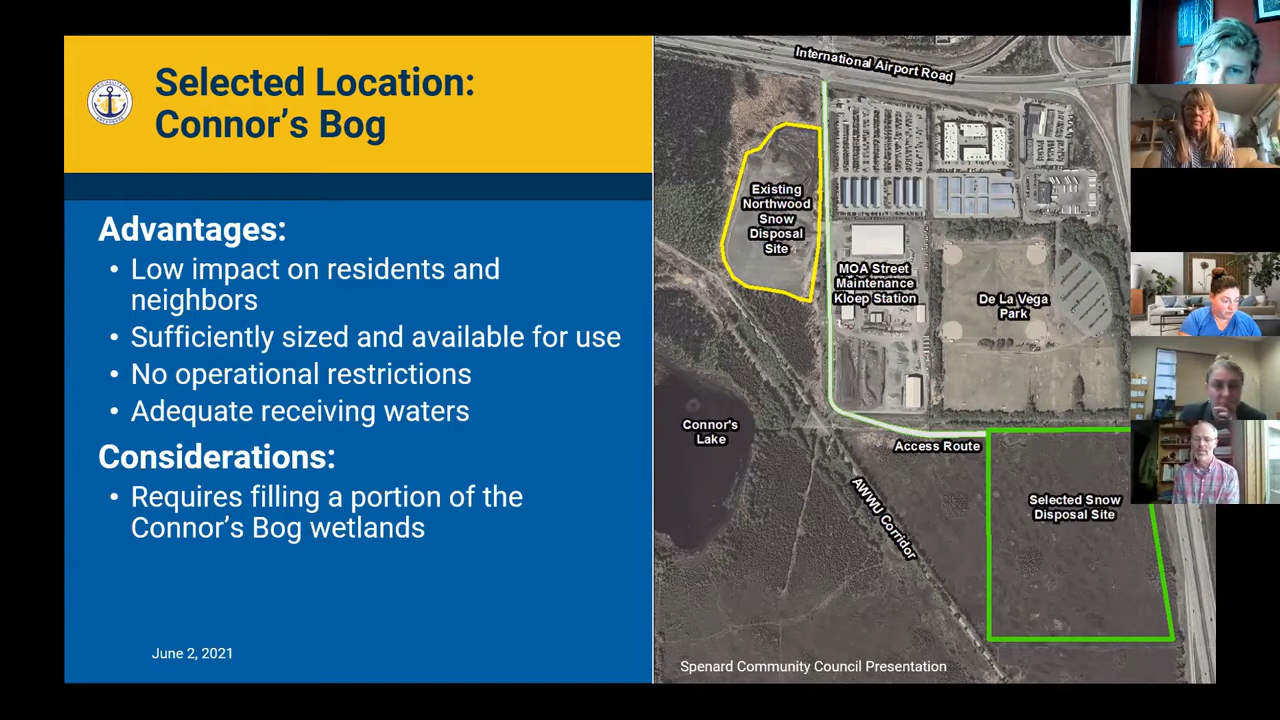 Selected Location:
Connor's Bog
Advantages:
• Low impact on residents and
neighbors
• Sufficiently sized and available for use
• No operational restrictions
• Adequate receiving waters
Considerations:
• Requires filling a portion of the
Connor's Bog wetlands
June 2, 2021
International Airport Road
Existing
Northwood
Snow
Disposal
Site
MOA Street
Maintenance
Kloep Station
De La Vega
Park
Connor's
Lake
Access Route
AWWU Corridor
Selected Snow
Disposal Site
Spenard Community Council Presentation